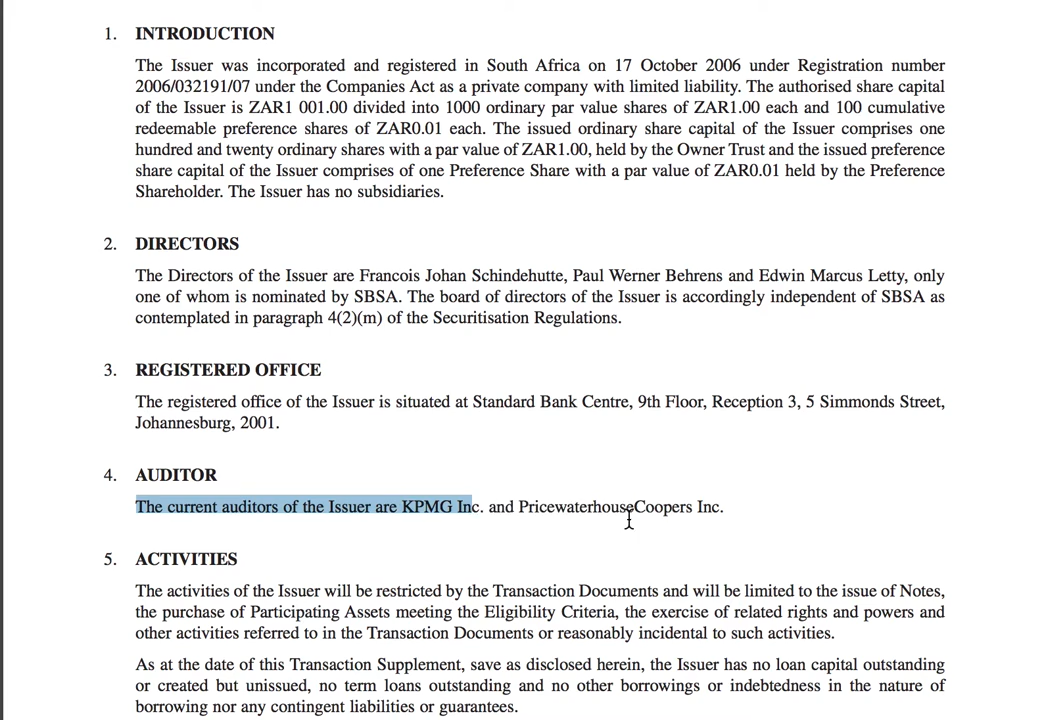 1. INTRODUCTION
The Issuer was incorporated and registered in South Africa on 17 October 2006 under Registration number
2006/032191/07 under the Companies Act as a private company with limited liability. The authorised share capital
of the Issuer is ZAR1 001.00 divided into 1000 ordinary par value shares of ZAR1.00 each and 100 cumulative
redeemable preference shares of ZAR0.01 each. The issued ordinary share capital of the Issuer comprises one
hundred and twenty ordinary shares with a par value of ZAR1.00, held by the Owner Trust and the issued preference
share capital of the Issuer comprises of one Preference Share with a par value of ZAR0.01 held by the Preference
Shareholder. The Issuer has no subsidiaries.
2. DIRECTORS
The Directors of the Issuer are Francois Johan Schindehutte, Paul Werner Behrens and Edwin Marcus Letty, only
one of whom is nominated by SBSA. The board of directors of the Issuer is accordingly independent of SBSA as
contemplated in paragraph 4(2)(m) of the Securitisation Regulations.
3. REGISTERED OFFICE
The registered office of the Issuer is situated at Standard Bank Centre, 9th Floor, Reception 3, 5 Simmonds Street,
Johannesburg, 2001.
4. AUDITOR
The current auditors of the Issuer are KPMG Inc. and PricewaterhouseCoopers Inc.
5. ACTIVITIES
The activities of the Issuer will be restricted by the Transaction Documents and will be limited to the issue of Notes,
the purchase of Participating Assets meeting the Eligibility Criteria, the exercise of related rights and powers and
other activities referred to in the Transaction Documents or reasonably incidental to such activities.
As at the date of this Transaction Supplement, save as disclosed herein, the Issuer has no loan capital outstanding
or created but unissued, no term loans outstanding and no other borrowings or indebtedness in the nature of
borrowing nor any contingent liabilities or guarantees.